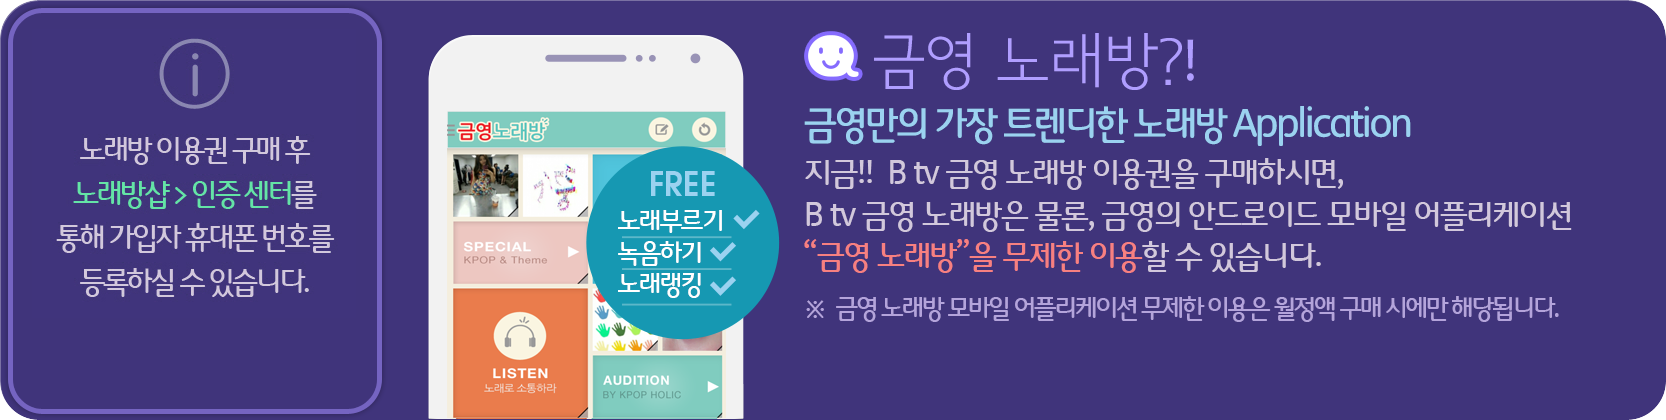 노래방 이용권 구매 후
노래방샵 > 인증 센터를
통해 가입자 휴대폰 번호를
등록하실 수 있습니다.
금영노래방
FREE
노래부르기
녹음하기
노래랭킹
SPECIAL
KPOP & Theme
LISTEN
노래로 소통하라
AUDITION
BY KPOP HOLIC
금영 노래방?!
금영만의 가장 트렌디한 노래방 Application
지금!! B tv 금영 노래방 이용권을 구매하시면,
B tv 금영 노래방은 물론, 금영의 안드로이드 모바일 어플리케이션
“금영 노래방”을 무제한 이용할 수 있습니다.
※ 금영 노래방 모바일 어플리케이션 무제한 이용은 월정액 구매 시에만 해당됩니다.